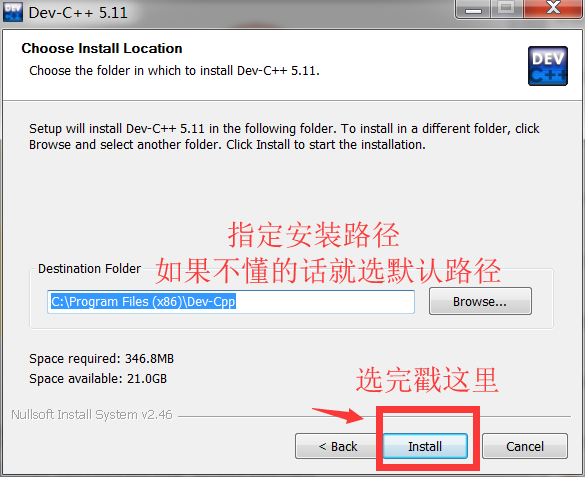 Dev-C++ 5.11
Choose Install Location
Choose the folder in which to install Dev-C++ 5.11.
DEV
C++
Setup will install Dev-C++ 5.11 in the following folder. To install in a different folder, click
Browse and select another folder. Click Install to start the installation.
指定安装路径
如果不懂的话就选默认路径
Destination Folder
C:\Program Files (x86)\Dev-Cpp
Browse...
Space required: 346.8MB
Space available: 21.0GB
选完戳这里
Nullsoft Install System v2.46
< Back
Install
Cancel